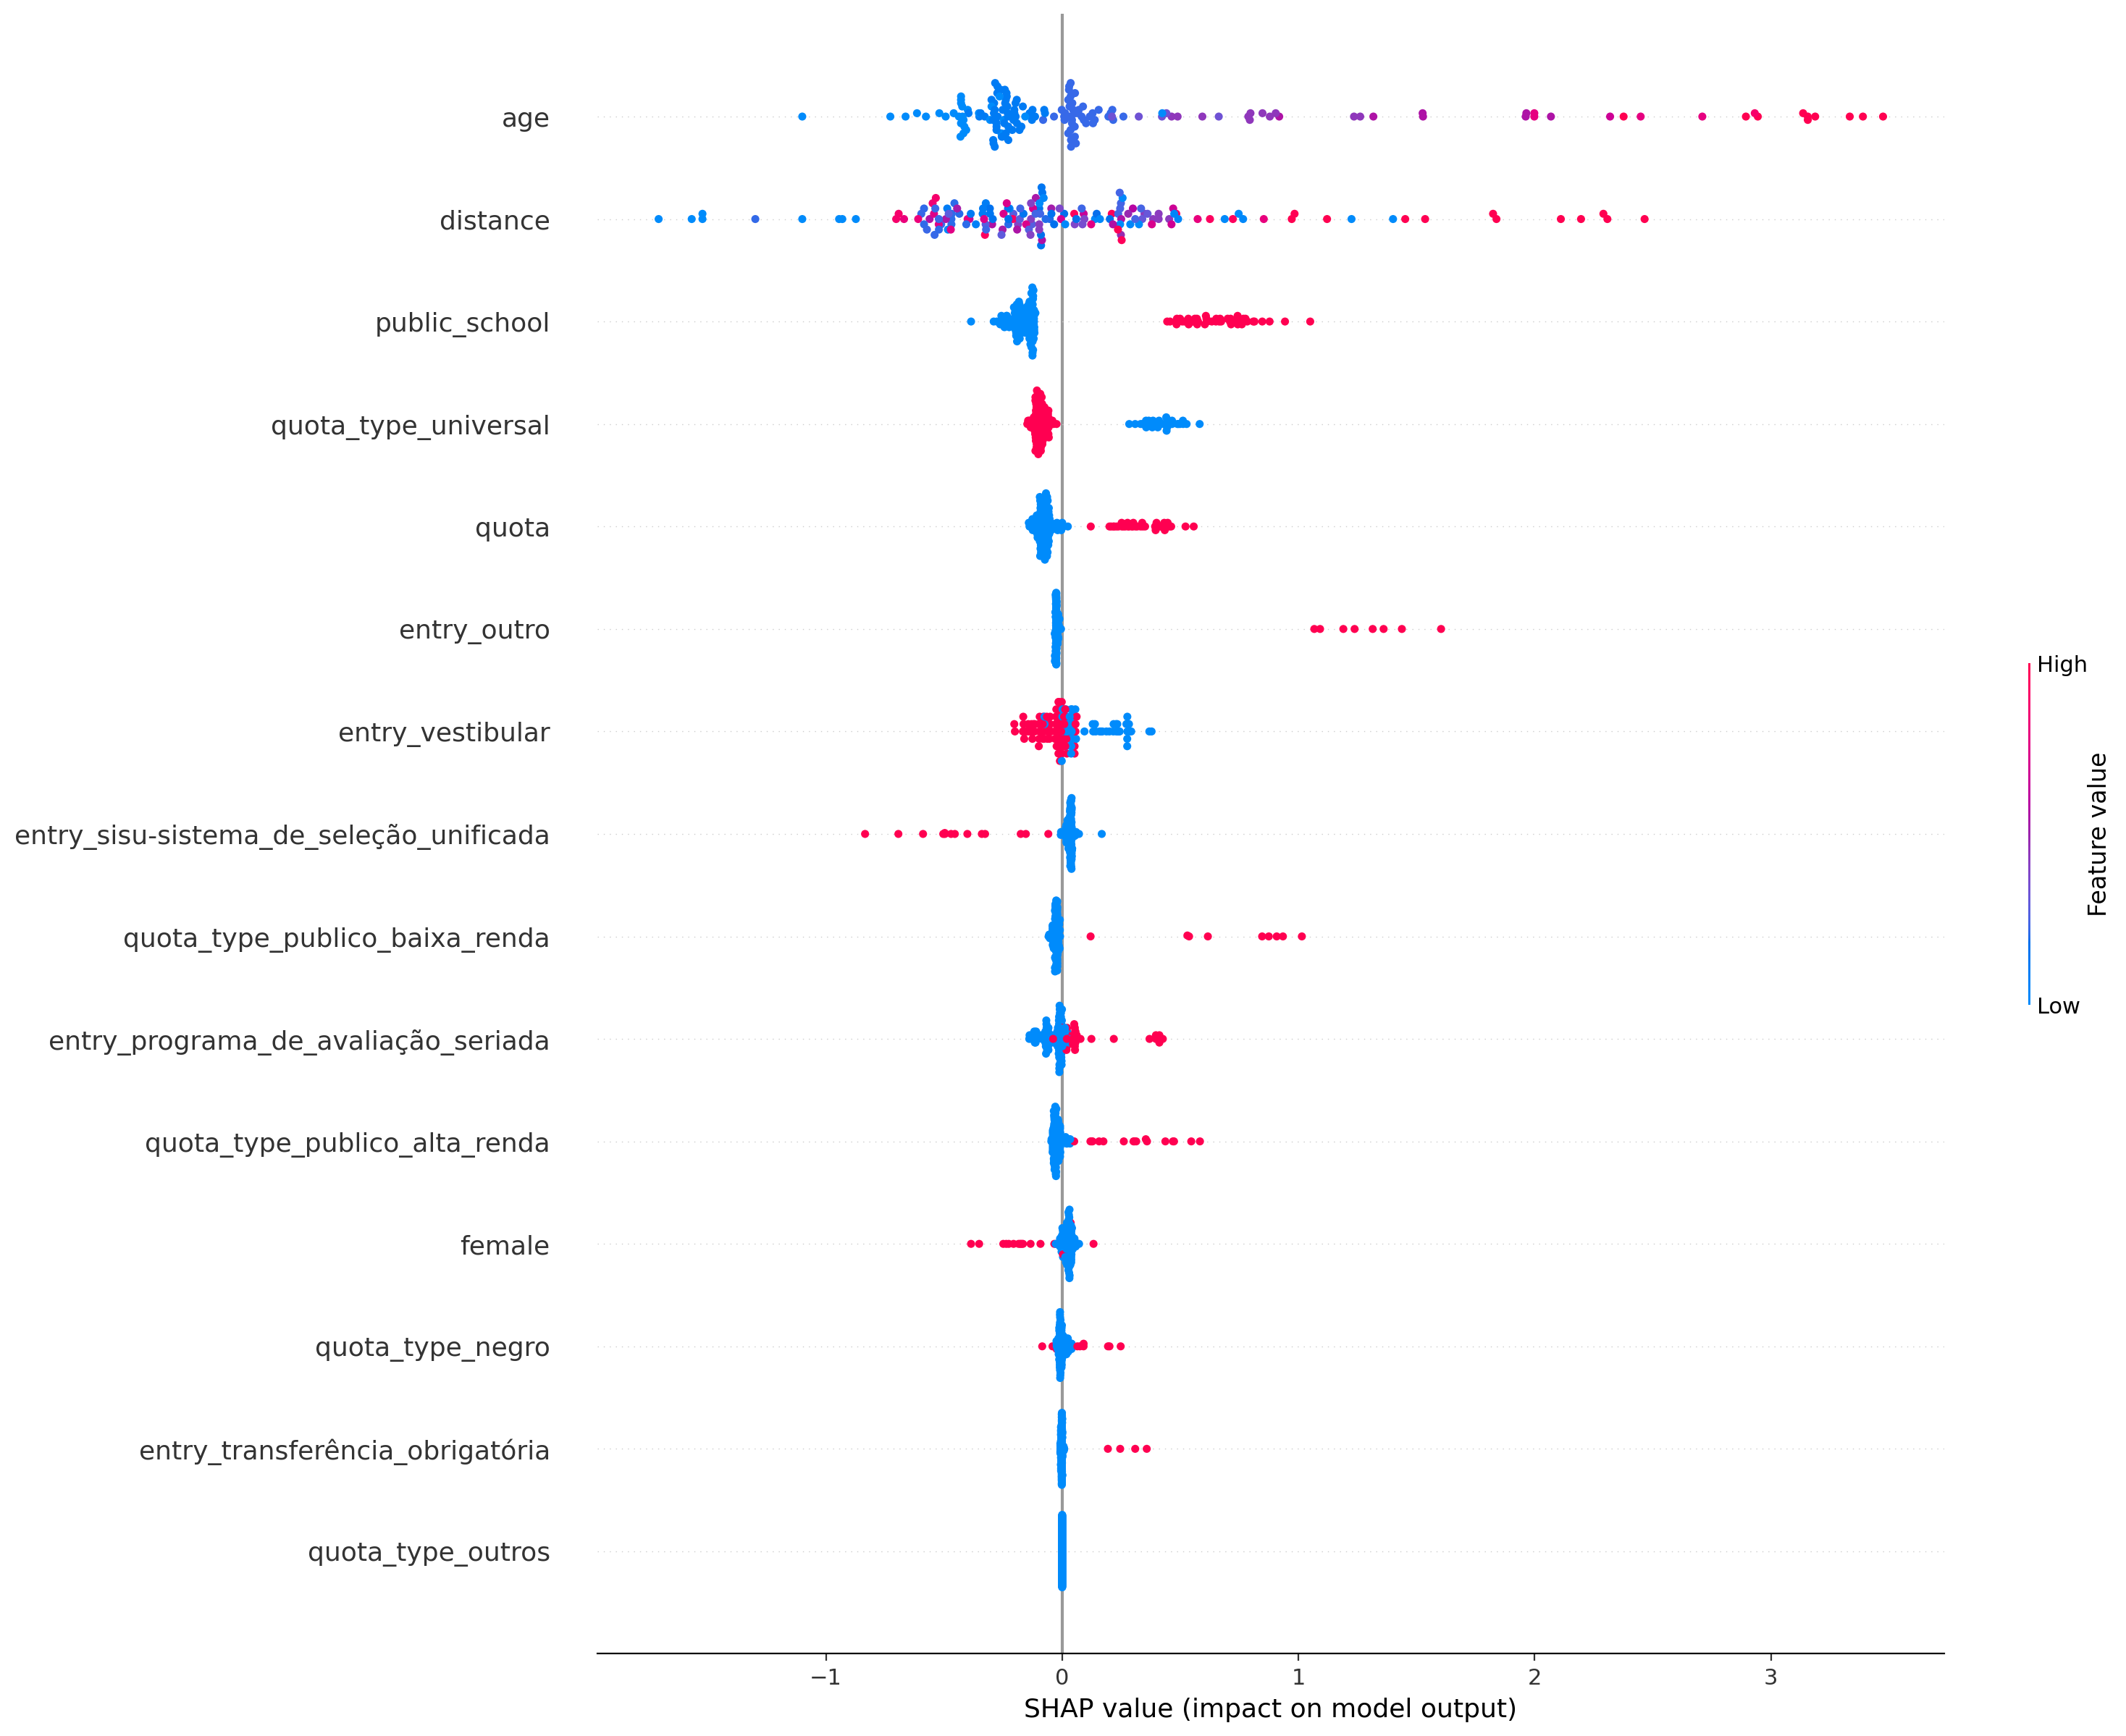 age
distance
public_school
quota_type_universal
quota
entry_outro
High
entry_vestibular
entry_sisu-sistema_de_seleção_unificada
Feature value
quota_type_publico_baixa_renda
Low
entry_programa_de_avaliação_seriada
quota_type_publico_alta_renda
female
quota_type_negro
entry_transferência_obrigatória
quota_type_outros
−1 0 1 2 3
SHAP value (impact on model output)